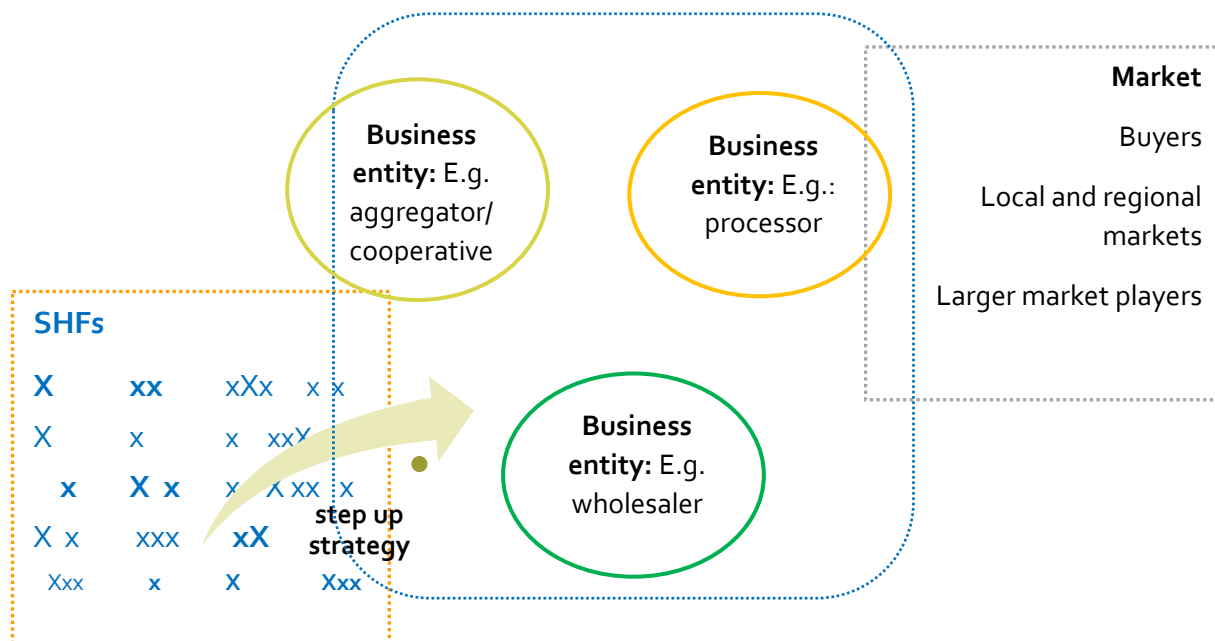 Market
Buyers
Local and regional
markets
Larger market players
Business
entity: E.g.
aggregator/
cooperative
Business
entity: E.g.:
processor
Business
entity: E.g.
wholesaler
SHFs
X xx xXx x x
X x x xxX
x X x x X xx x
X x xxx xX
Xxx x X Xxx
step up
strategy